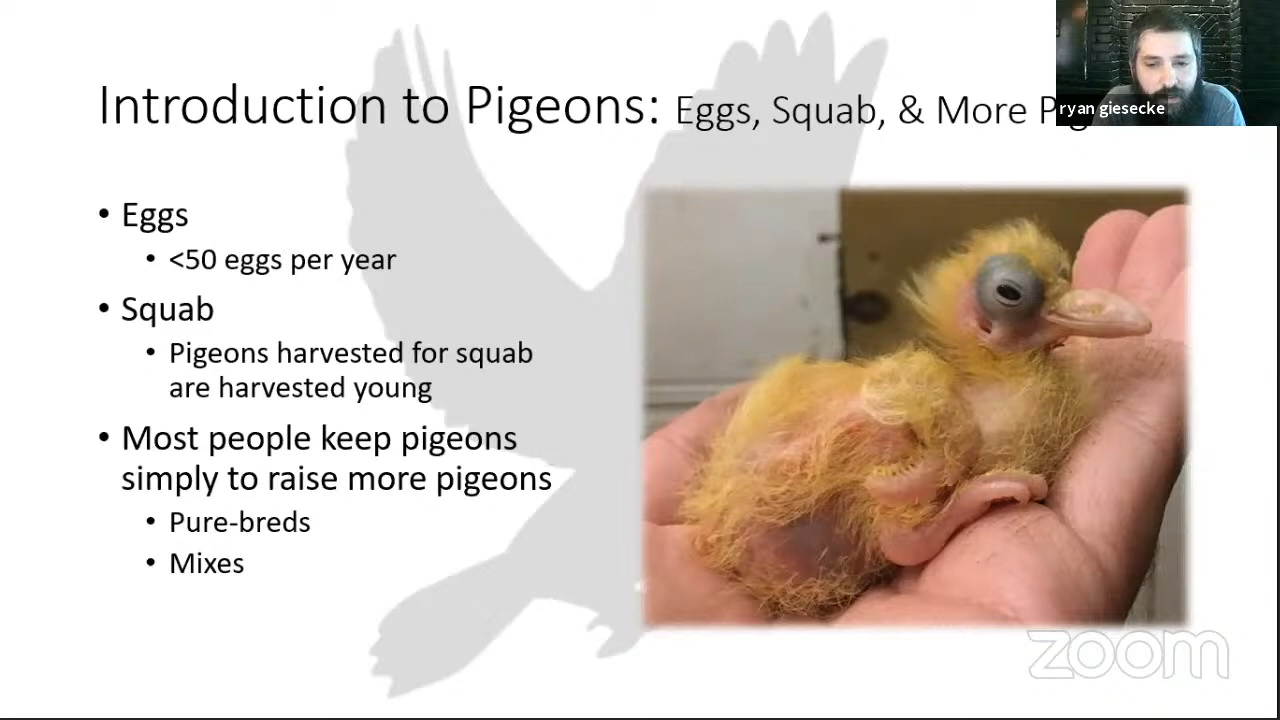 Introduction to Pigeons: Eggs, Squab, & More
ryan giesecke
• Eggs
• <50 eggs per year
• Squab
• Pigeons harvested for squab
are harvested young
• Most people keep pigeons
simply to raise more pigeons
• Pure-breds
• Mixes
zoom